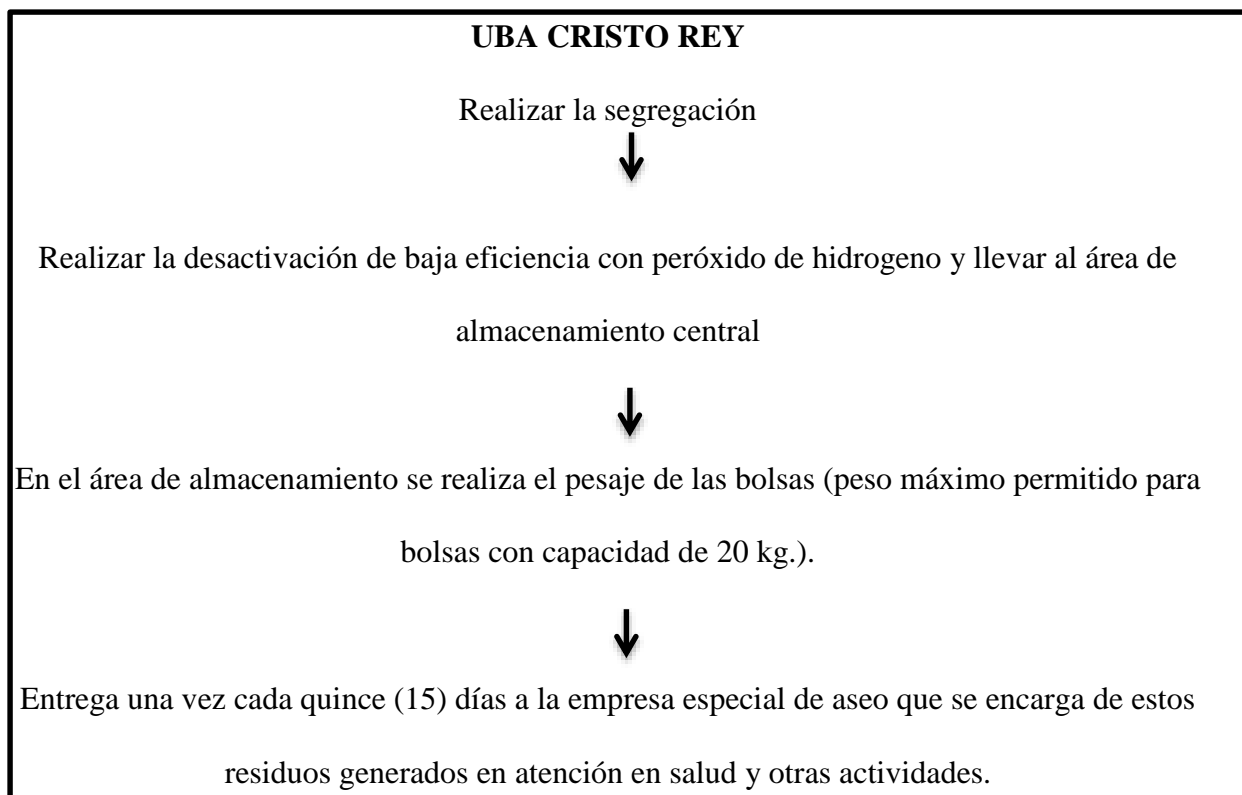 UBA CRISTO REY
Realizar la segregación
Realizar la desactivación de baja eficiencia con peróxido de hidrogeno y llevar al área de
almacenamiento central
En el área de almacenamiento se realiza el pesaje de las bolsas (peso máximo permitido para
bolsas con capacidad de 20 kg.).
Entrega una vez cada quince (15) días a la empresa especial de aseo que se encarga de estos
residuos generados en atención en salud y otras actividades.